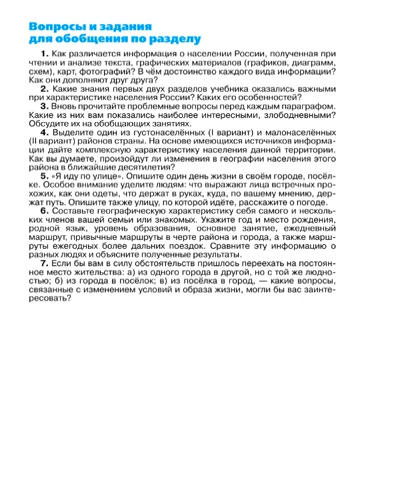 Вопросы и задания
для обобщения по разделу
1. Как различается информация о населении России, полученная при
чтении и анализе текста, графических материалов (графиков, диаграмм,
схем), карт, фотографий? В чём достоинство каждого вида информации?
Как они дополняют друг друга?
2. Какие знания первых двух разделов учебника оказались важными
при характеристике населения России? Каких его особенностей?
3. Вновь прочитайте проблемные вопросы перед каждым параграфом.
Какие из них вам показались наиболее интересными, злободневными?
Обсудите их на обобщающих занятиях.
4. Выделите один из густонаселённых (I вариант) и малонаселённых
(II вариант) районов страны. На основе имеющихся источников информа-
ции дайте комплексную характеристику населения данной территории.
Как вы думаете, произойдут ли изменения в географии населения этого
района в ближайшие десятилетия?
5. «Я иду по улице». Опишите один день жизни в своём городе, посёл-
ке. Особое внимание уделите людям: что выражают лица встречных про-
хожих, как они одеты, что держат в руках, куда, по вашему мнению, дер-
жат путь. Опишите также улицу, по которой идёте, расскажите о погоде.
6. Составьте географическую характеристику себя самого и несколь-
ких членов вашей семьи или знакомых. Укажите год и место рождения,
родной язык, уровень образования, основное занятие, ежедневный
маршрут, привычные маршруты в черте района и города, а также марш-
руты ежегодных более дальних поездок. Сравните эту информацию о
разных людях и объясните полученные результаты.
7. Если бы вам в силу обстоятельств пришлось переехать на постоян-
ное место жительства: а) из одного города в другой, но с той же людно-
стью; б) из города в посёлок; в) из посёлка в город, — какие вопросы,
связанные с изменением условий и образа жизни, могли бы вас заинте-
ресовать?